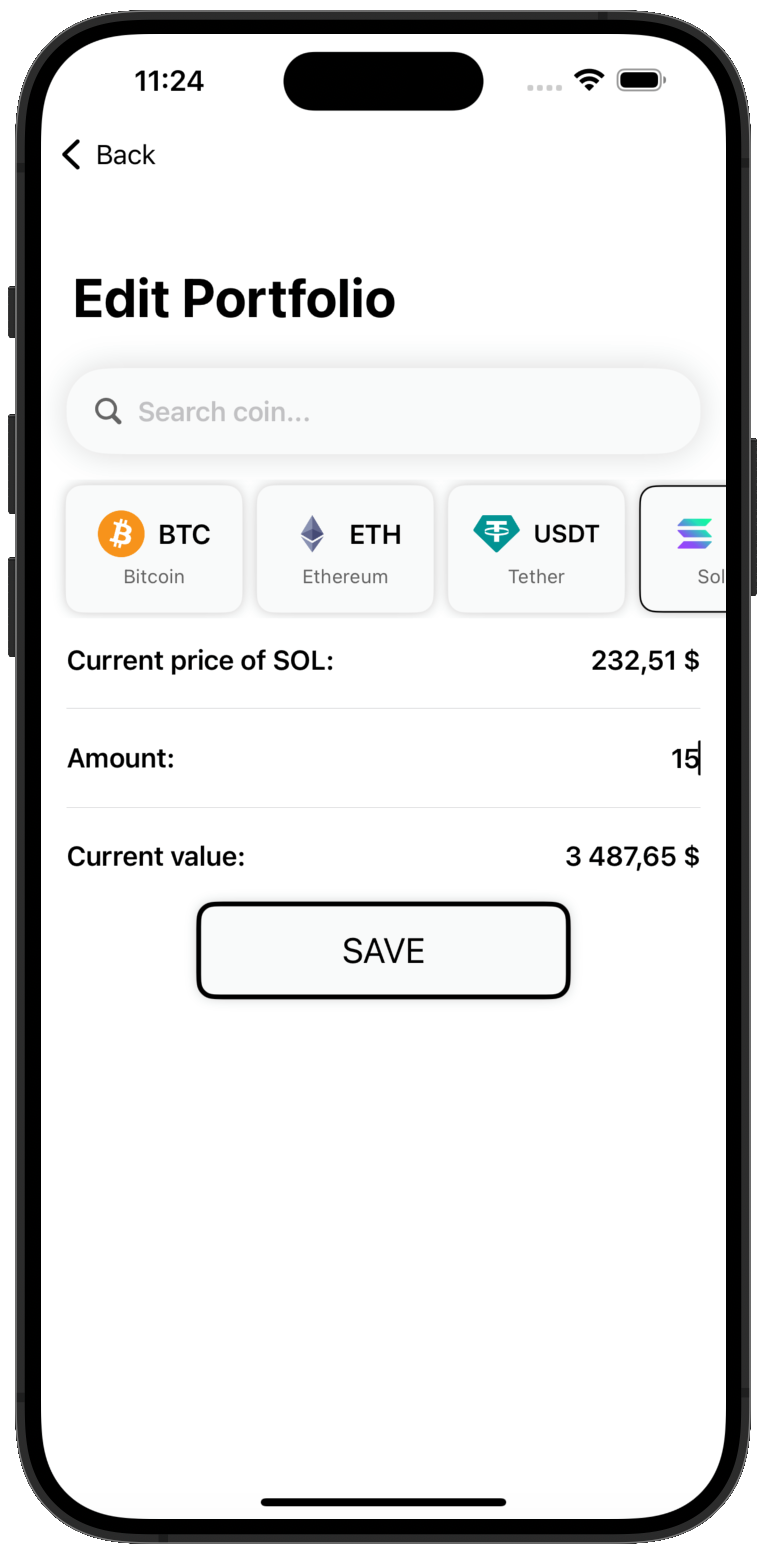 11:24
Back
Edit Portfolio
Search coin...
BTC ETH USDT
Bitcoin Ethereum Tether Sol
Current price of SOL: 232,51 $
Amount: 15
Current value: 3 487,65 $
SAVE